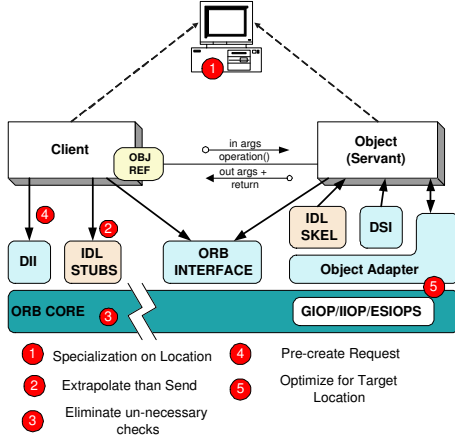 1
Client
OBJ
REF
in args
operation()
out args +
return
Object
(Servant)
4
2
DII
IDL
STUBS
ORB
INTERFACE
IDL
SKEL
DSI
Object Adapter
5
ORB CORE
3
GIOP/IIOP/ESIOPS
1 Specialization on Location
2 Extrapolate than Send
3 Eliminate un-necessary
checks
4 Pre-create Request
5 Optimize for Target
Location